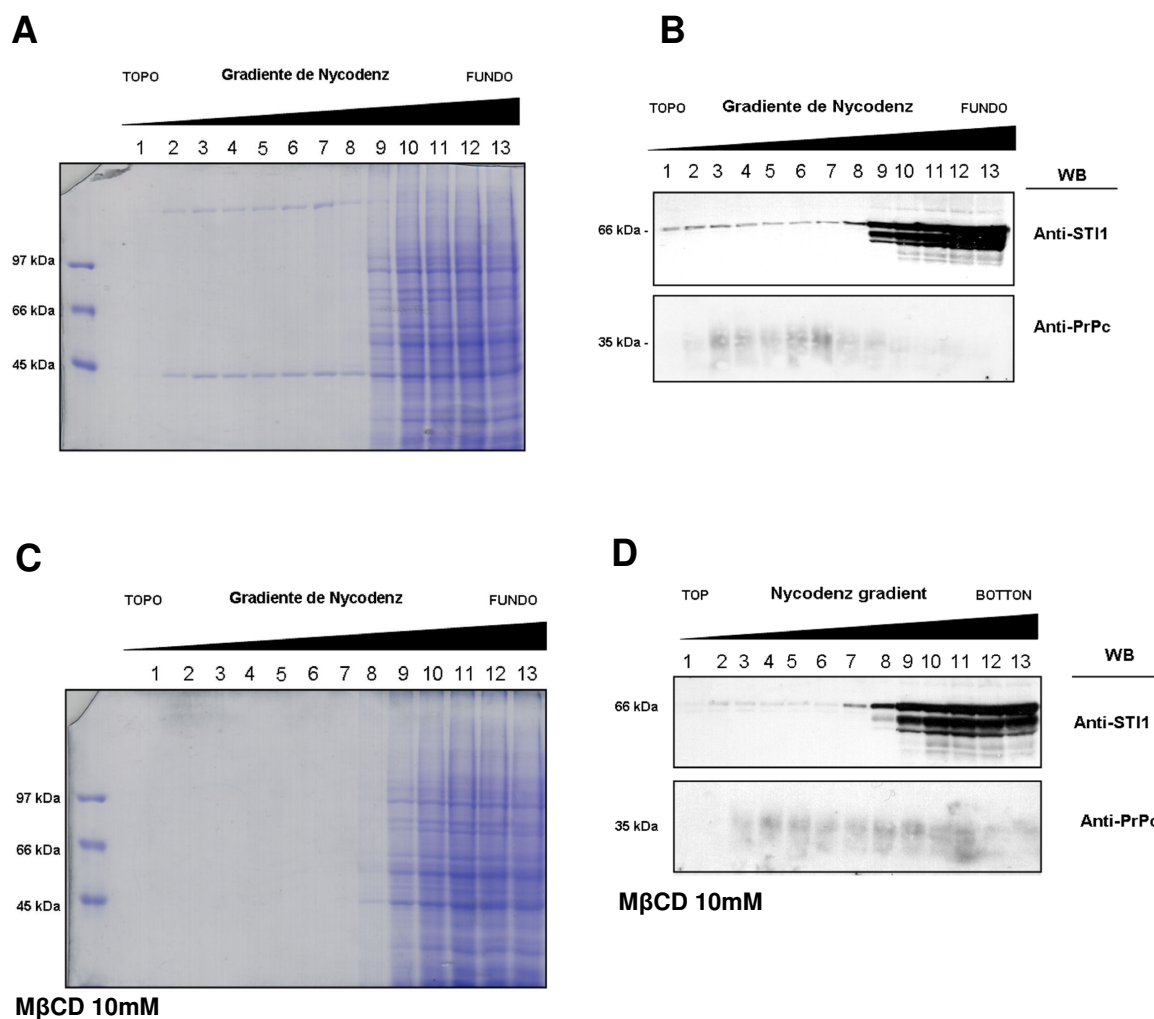 A
TOPO Gradiente de Nycodenz FUNDO
1 2 3 4 5 6 7 8 9 10 11 12 13
97 kDa
66 kDa
45 kDa
B
TOPO Gradiente de Nycodenz FUNDO
1 2 3 4 5 6 7 8 9 10 11 12 13
WB
66 kDa -
Anti-STI1
35 kDa -
Anti-PrPc
C
TOPO Gradiente de Nycodenz FUNDO
1 2 3 4 5 6 7 8 9 10 11 12 13
97 kDa
66 kDa
45 kDa
MβCD 10mM
D
TOP Nycodenz gradient BOTTON
1 2 3 4 5 6 7 8 9 10 11 12 13
WB
66 kDa
Anti-STI1
35 kDa
Anti-PrPc
MβCD 10mM